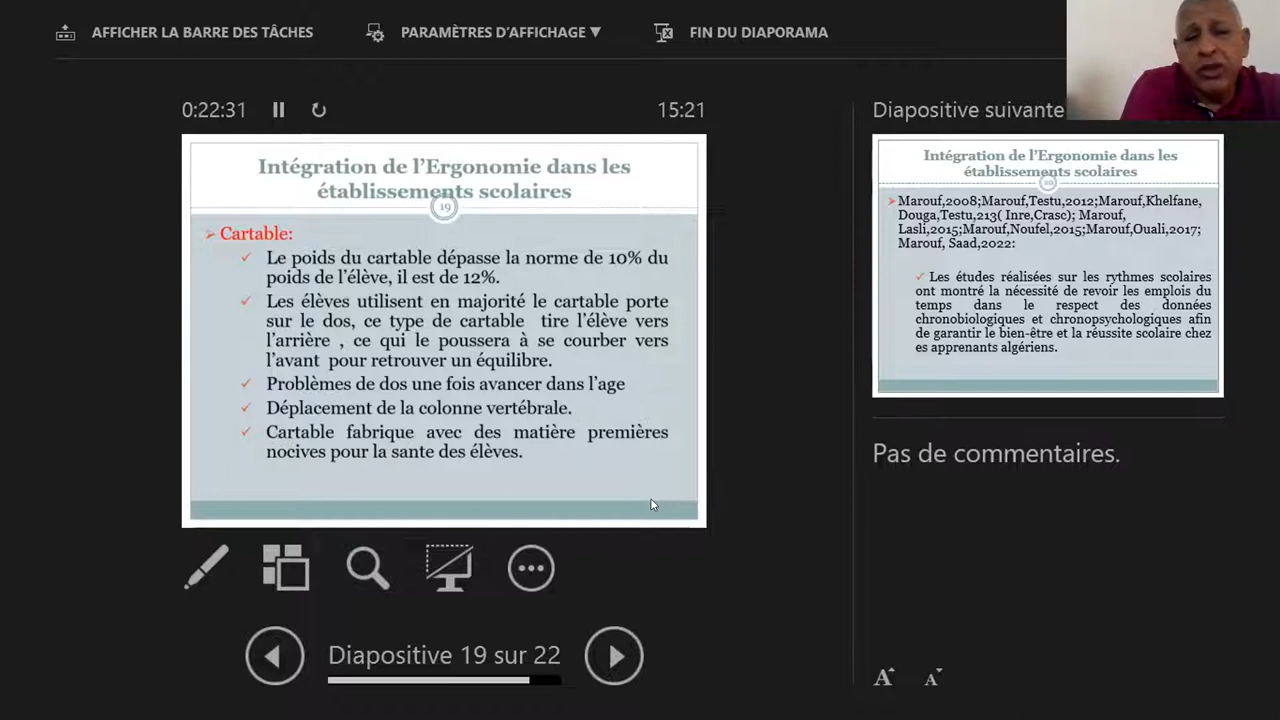 AFFICHER LA BARRE DES TÂCHES
PARAMÈTRES D'AFFICHAGE ▼
FIN DU DIAPORAMA
0:22:31
15:21
Intégration de l'Ergonomie dans les
établissements scolaires
19
Cartable:
Le poids du cartable dépasse la norme de 10% du
poids de l'élève, il est de 12%.
Les élèves utilisent en majorité le cartable porte
sur le dos, ce type de cartable tire l'élève vers
l'arrière , ce qui le poussera à se courber vers
l'avant pour retrouver un équilibre.
Problèmes de dos une fois avancer dans l'age
Déplacement de la colonne vertébrale.
Cartable fabrique avec des matière premières
nocives pour la sante des élèves.
Diapositive 19 sur 22
Diapositive suivante
Intégration de l'Ergonomie dans les
établissements scolaires
20
Marouf,2008;Marouf,Testu,2012;Marouf,Khelfane,
Douga,Testu,213( Inre,Crasc); Marouf,
Lasli,2015;Marouf,Noufel,2015;Marouf,Ouali,2017;
Marouf, Saad,2022:
Les études réalisées sur les rythmes scolaires
ont montré la nécessité de revoir les emplois du
temps dans le respect des données
chronobiologiques et chronopsychologiques afin
de garantir le bien-être et la réussite scolaire chez
es apprenants algériens.
Pas de commentaires.
A A